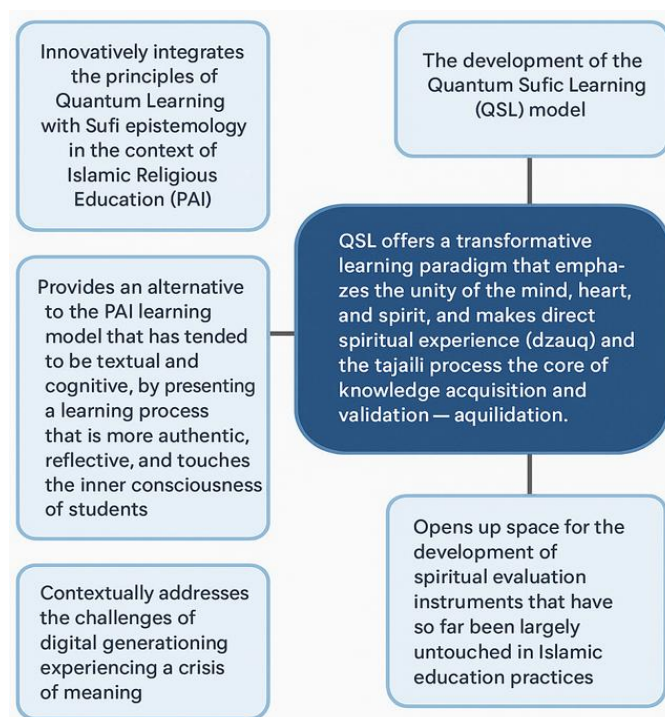 Innovatively integrates
the principles of
Quantum Learning
with Sufi epistemology
in the context of
Islamic Religious
Education (PAI)
The development of the
Quantum Sufic Learning
(QSL) model
QSL offers a transformative
learning paradigm that empha-
zes the unity of the mind, heart,
and spirit, and makes direct
spiritual experience (dzauq) and
the tajaili process the core of
knowledge acquisition and
validation — aquilidation.
Provides an alternative
to the PAI learning
model that has tended
to be textual and
cognitive, by presenting
a learning process
that is more authentic,
reflective, and touches
the inner consciousness
of students
Opens up space for the
development of
spiritual evaluation
instruments that have
so far been largely
untouched in Islamic
education practices
Contextually addresses
the challenges of
digital generationing
experiencing a crisis
of meaning